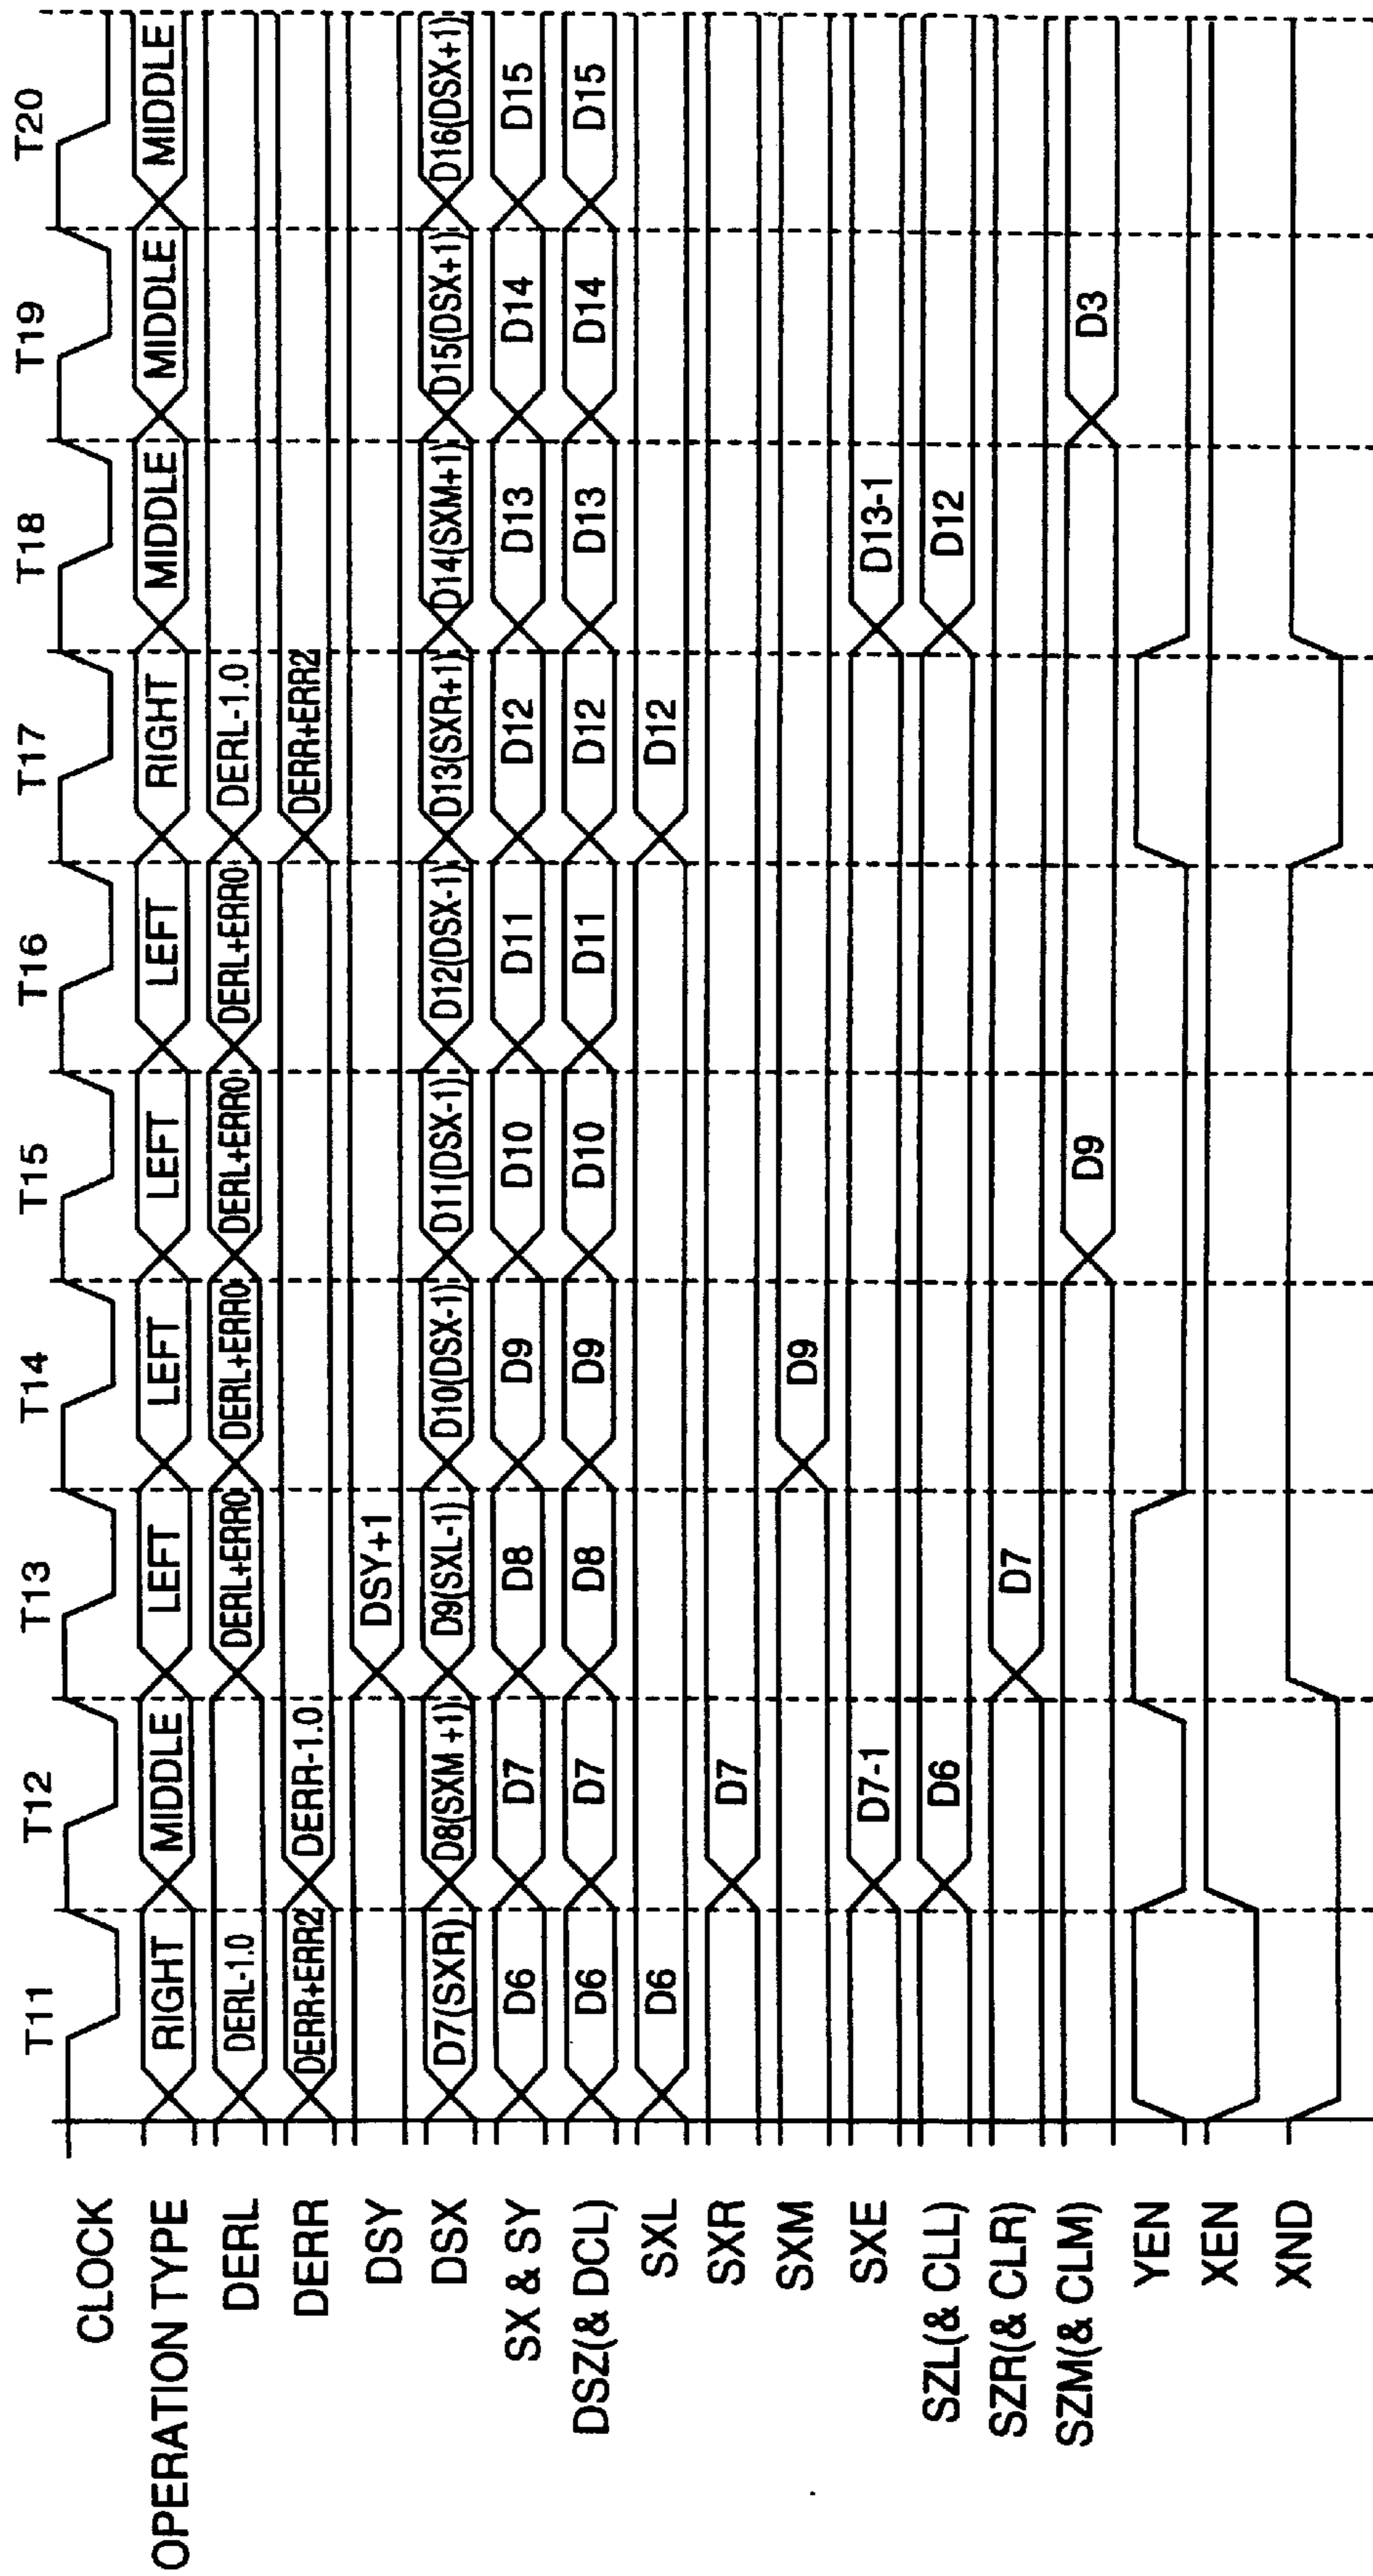 T11 T12 T13 T14 T15 T16 T17 T18 T19 T20
CLOCK
OPERATION TYPE RIGHT MIDDLE LEFT LEFT LEFT LEFT RIGHT MIDDLE MIDDLE MIDDLE
DERL DERL-1.0 DERL+ERR0 DERL+ERR0 DERL+ERR0 DERL+ERR0 DERL-1.0
DERR DERR+ERR2 DERR-1.0 DERR+ERR2
DSY DSY+1
DSX D7(SXR) D8(SXM +1) D9(SXL-1) D10(DSX-1) D11(DSX-1) D12(DSX-1) D13(SXR+1) D14(SXM+1) D15(DSX+1) D16(DSX+1)
SX & SY D6 D7 D8 D9 D10 D11 D12 D13 D14 D15
DSZ(& DCL) D6 D7 D8 D9 D10 D11 D12 D13 D14 D15
SXL D6 D12
SXR D7
SXM D9
SXE D7-1 D13-1
SZL(& CLL) D6 D12
SZR(& CLR) D7
SZM(& CLM) D9 D3
YEN
XEN
XND